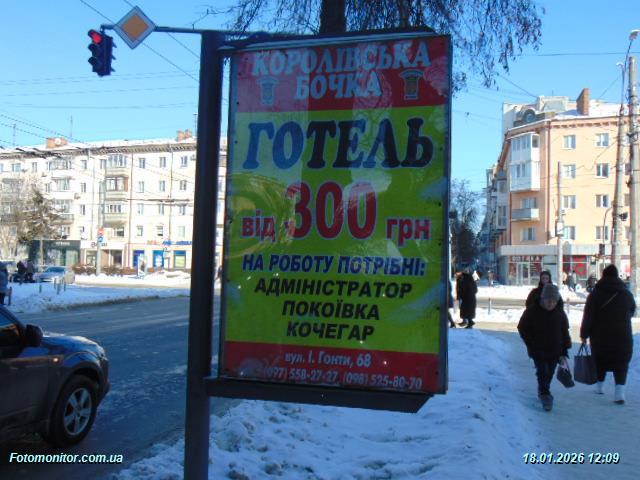 КОРОЛІВСЬКА
БОЧКА
ГОТЕЛЬ
від 300 грн
НА РОБОТУ ПОТРІБНІ:
АДМІНІСТРАТОР
ПОКОЇВКА
КОЧЕГАР
вул. І. Гонти, 68
(097) 558-27-27, (098) 525-80-70
Fotomonitor.com.ua
18.01.2026 12:09